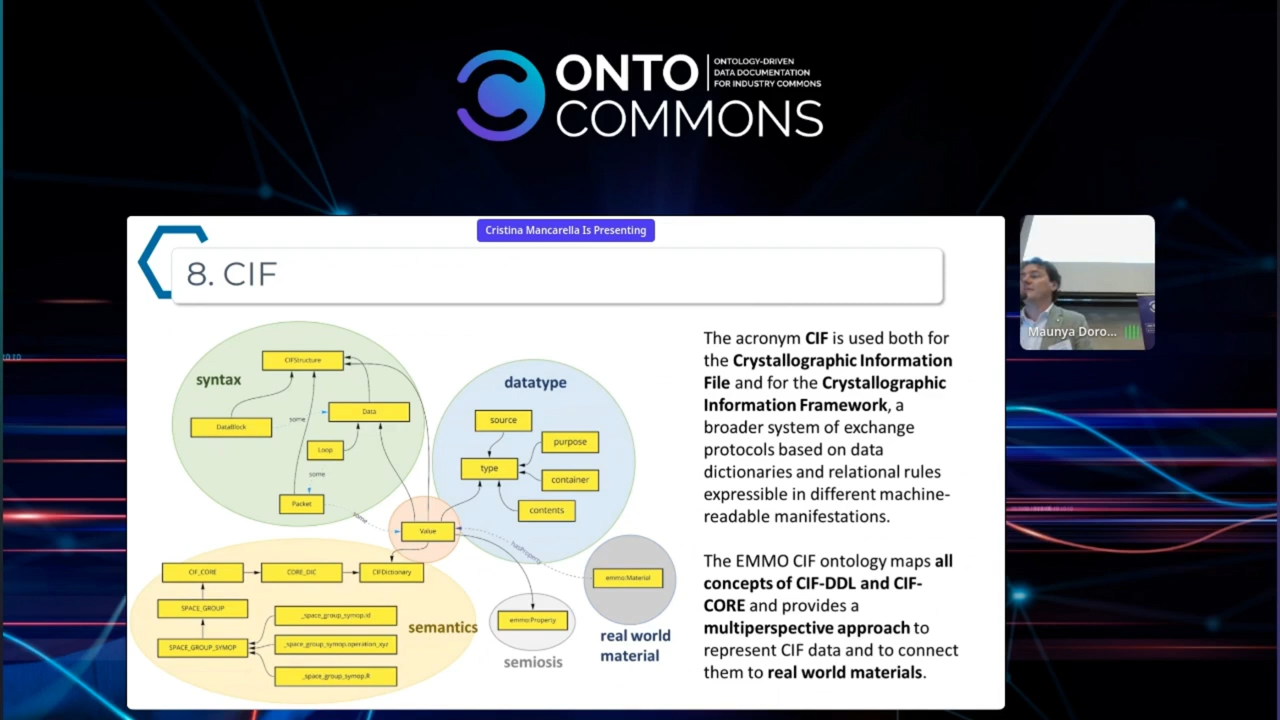 ONTO
COMMONS
ONTOLOGY-DRIVEN
DATA DOCUMENTATION
FOR INDUSTRY COMMONS
Cristina Mancarella Is Presenting
8. CIF
Maunya Doro...
syntax
CIFStructure
DataBlock
some
Data
Loop
some
Packet
some
datatype
source
purpose
type
container
contents
Value
hasProperty
CIF_CORE
CORE_DIC
CIFDictionary
SPACE_GROUP
SPACE_GROUP_SYMOP
_space_group_symop.id
_space_group_symop.operation_xyz
_space_group_symop.R
semantics
emmo:Property
semiosis
emmo:Material
real world
material
The acronym CIF is used both for
the Crystallographic Information
File and for the Crystallographic
Information Framework, a
broader system of exchange
protocols based on data
dictionaries and relational rules
expressible in different machine-
readable manifestations.
The EMMO CIF ontology maps all
concepts of CIF-DDL and CIF-
CORE and provides a
multiperspective approach to
represent CIF data and to connect
them to real world materials.